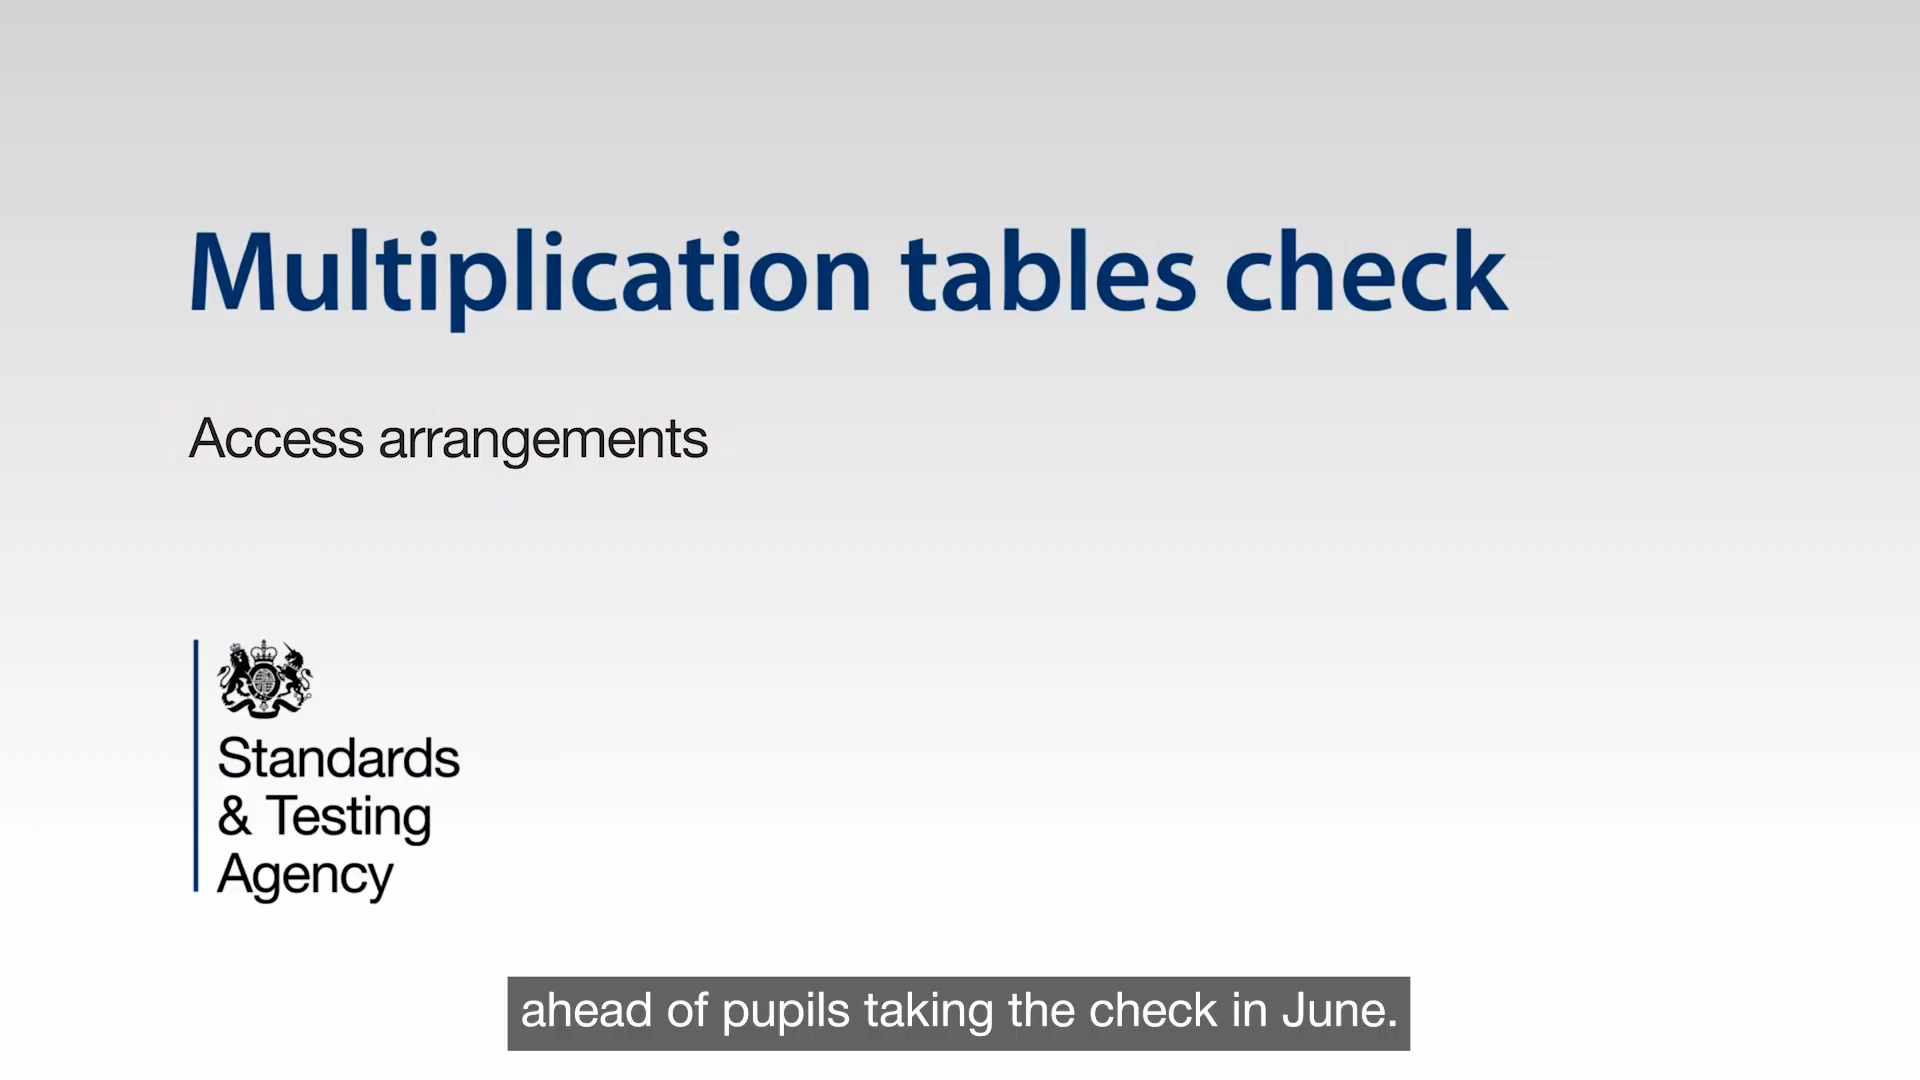 Multiplication tables check
Access arrangements
Standards
& Testing
Agency
ahead of pupils taking the check in June.